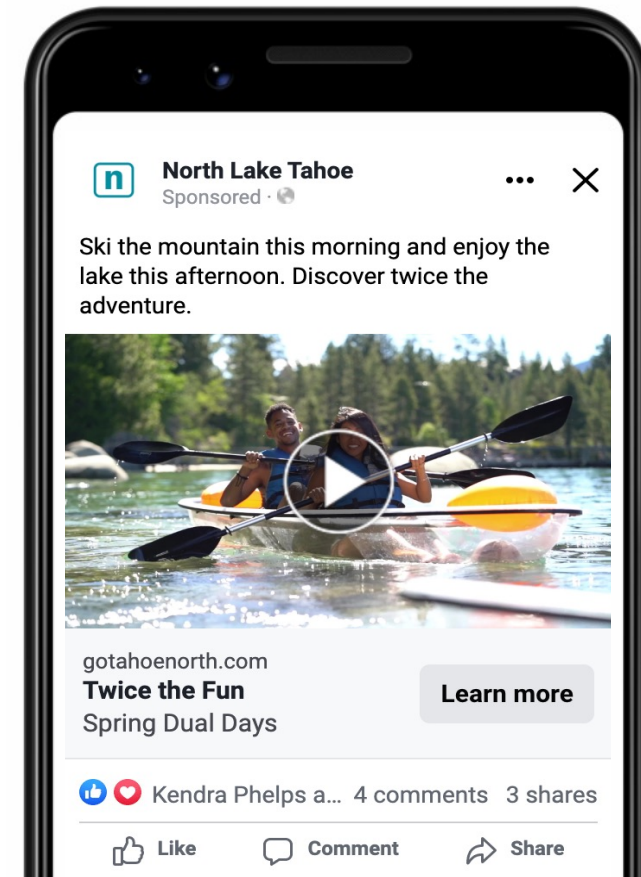 n
North Lake Tahoe
Sponsored ·
Ski the mountain this morning and enjoy the
lake this afternoon. Discover twice the
adventure.
gotahoenorth.com
Twice the Fun
Spring Dual Days
Learn more
Kendra Phelps a... 4 comments 3 shares
Like Comment Share